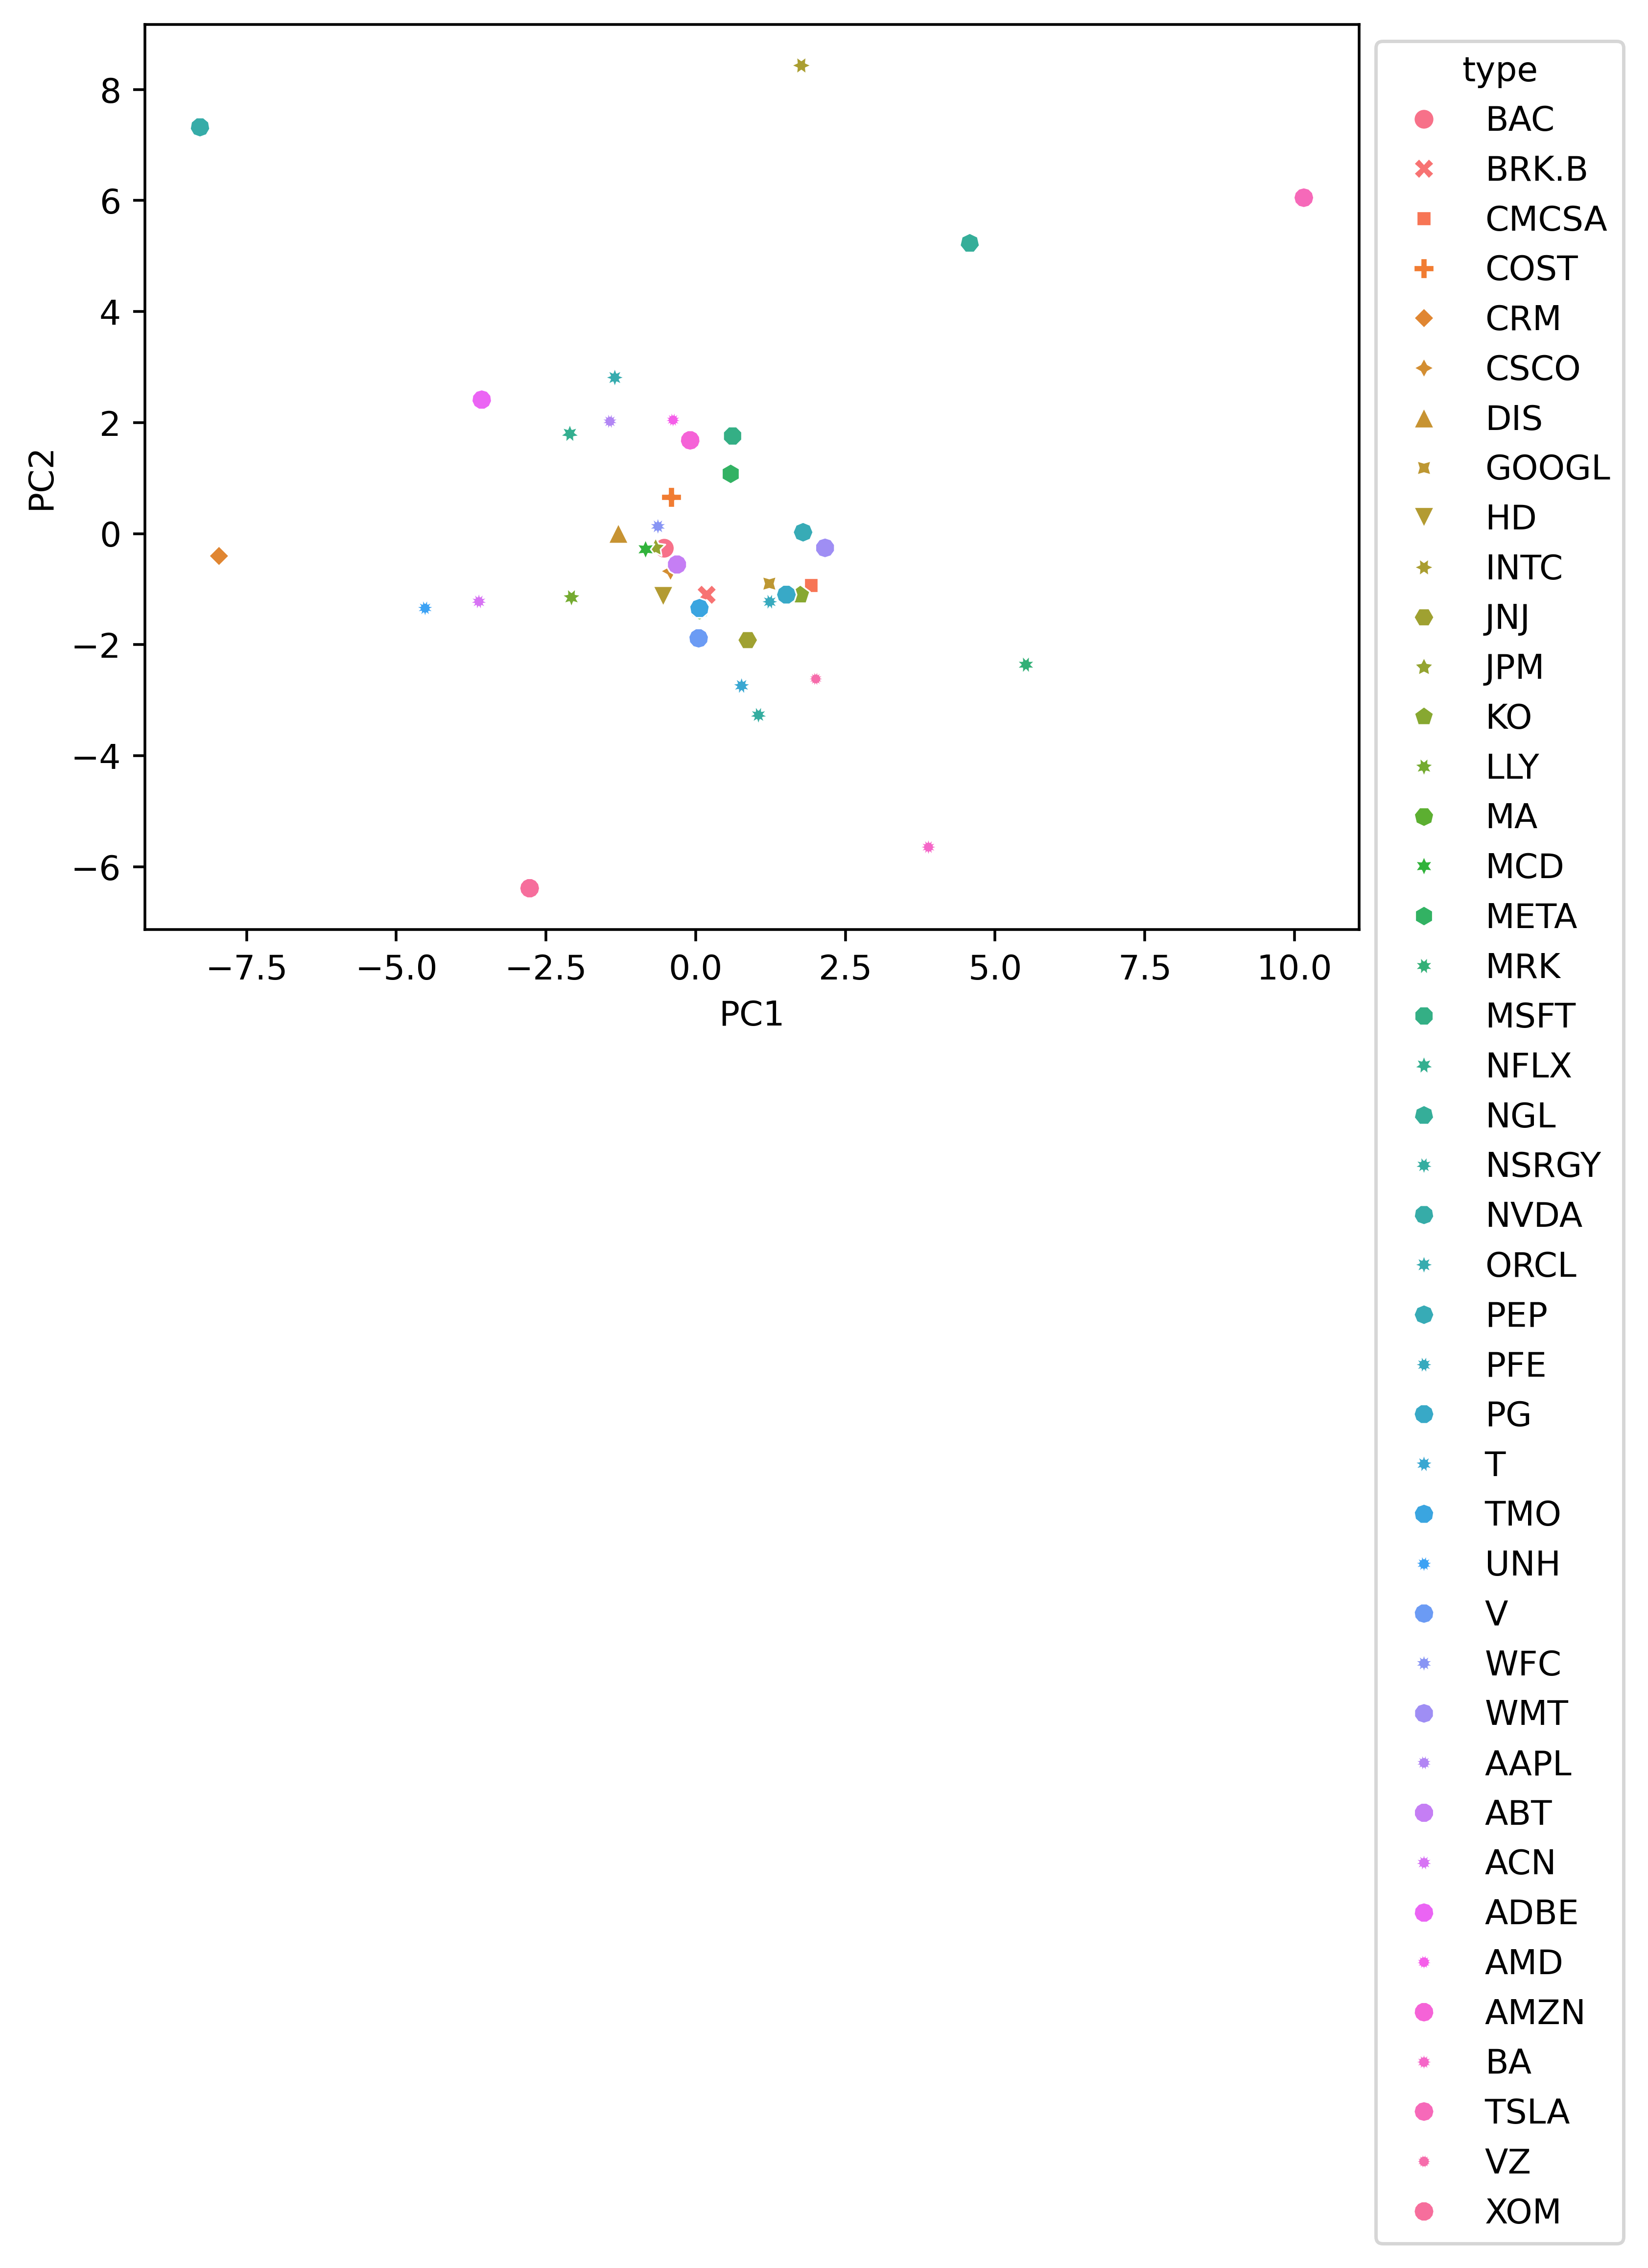 8
6
4
2
0
−2
−4
−6
PC2
−7.5 −5.0 −2.5 0.0 2.5 5.0 7.5 10.0
PC1
type
BAC
BRK.B
CMCSA
COST
CRM
CSCO
DIS
GOOGL
HD
INTC
JNJ
JPM
KO
LLY
MA
MCD
META
MRK
MSFT
NFLX
NGL
NSRGY
NVDA
ORCL
PEP
PFE
PG
T
TMO
UNH
V
WFC
WMT
AAPL
ABT
ACN
ADBE
AMD
AMZN
BA
TSLA
VZ
XOM